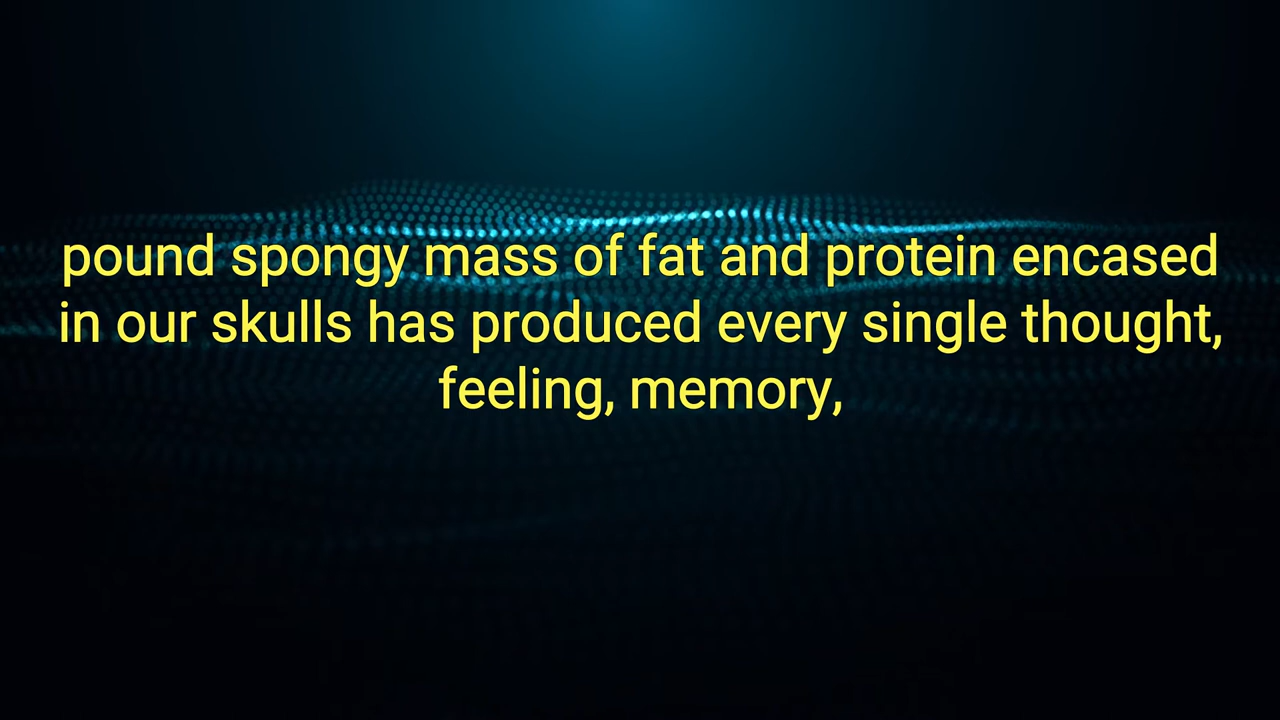 pound spongy mass of fat and protein encased
in our skulls has produced every single thought,
feeling, memory,